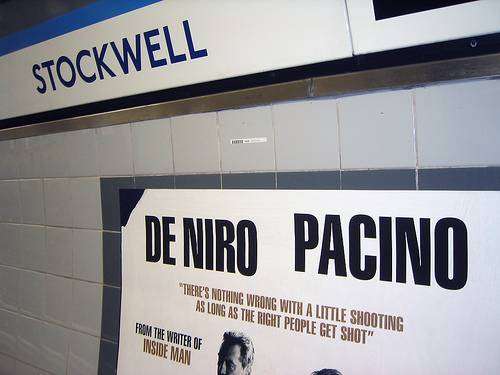 STOCKWELL
DE NIRO PACINO
"THERE'S NOTHING WRONG WITH A LITTLE SHOOTING
AS LONG AS THE RIGHT PEOPLE GET SHOT"
FROM THE WRITER OF
INSIDE MAN